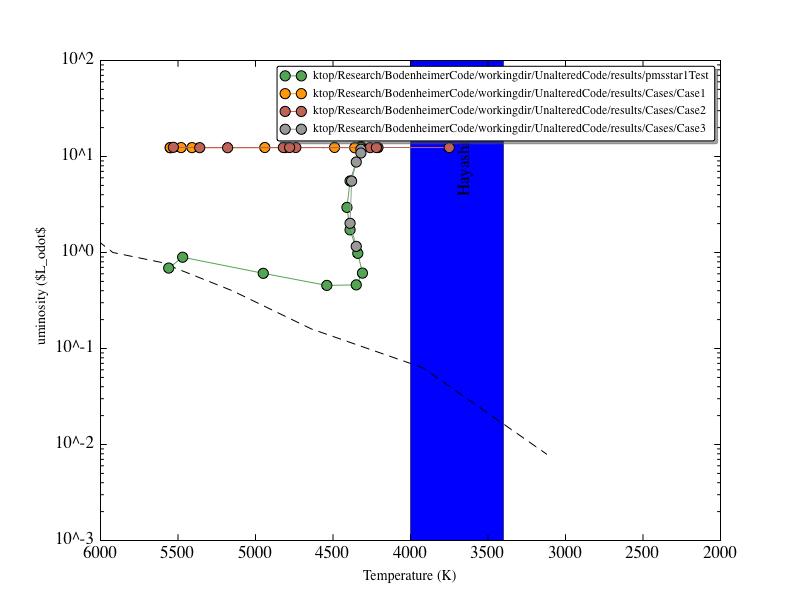 10^2
ktop/Research/BodenheimerCode/workingdir/UnalteredCode/results/pmsstar1Test
ktop/Research/BodenheimerCode/workingdir/UnalteredCode/results/Cases/Case1
ktop/Research/BodenheimerCode/workingdir/UnalteredCode/results/Cases/Case2
ktop/Research/BodenheimerCode/workingdir/UnalteredCode/results/Cases/Case3
10^1
Hayash
10^0
uminosity ($L_odot$
10^-1
10^-2
10^-3
6000 5500 5000 4500 4000 3500 3000 2500 2000
Temperature (K)